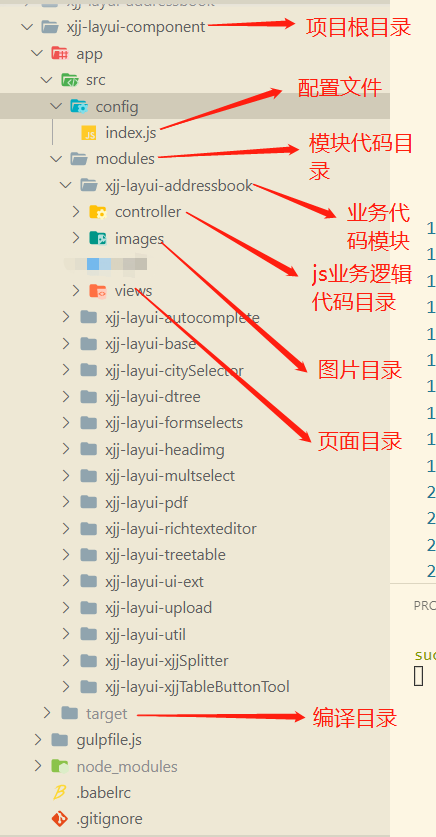 xjj-layui-addressbook
xjj-layui-component
项目根目录
app
src
配置文件
config
index.js
模块代码目
录
modules
xjj-layui-addressbook
业务代
码模块
controller
images
js业务逻辑
代码目录
views
xjj-layui-autocomplete
xjj-layui-base
xjj-layui-citySelector
图片目录
xjj-layui-dtree
xjj-layui-formselects
页面目录
xjj-layui-headimg
xjj-layui-multselect
xjj-layui-pdf
xjj-layui-richtexteditor
xjj-layui-treetable
xjj-layui-ui-ext
xjj-layui-upload
PRO
xjj-layui-util
suc
xjj-layui-xjjSplitter
xjj-layui-xjjTableButtonTool
target
编译目录
gulpfile.js
node_modules
.babelrc
.gitignore
1
1
1
1
1
1
1
1
1
1
2
2
2
2